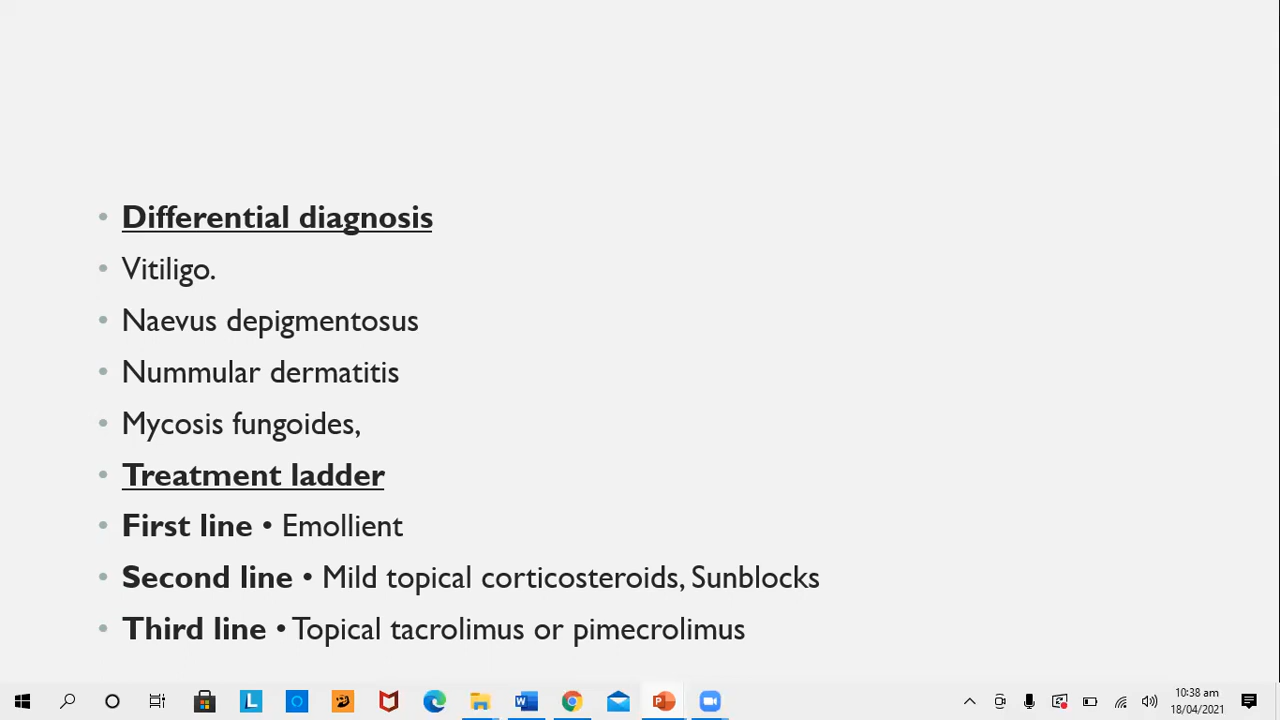 • Differential diagnosis
• Vitiligo.
• Naevus depigmentosus
• Nummular dermatitis
• Mycosis fungoides,
• Treatment ladder
• First line • Emollient
• Second line • Mild topical corticosteroids, Sunblocks
• Third line • Topical tacrolimus or pimecrolimus
10:38 am
18/04/2021